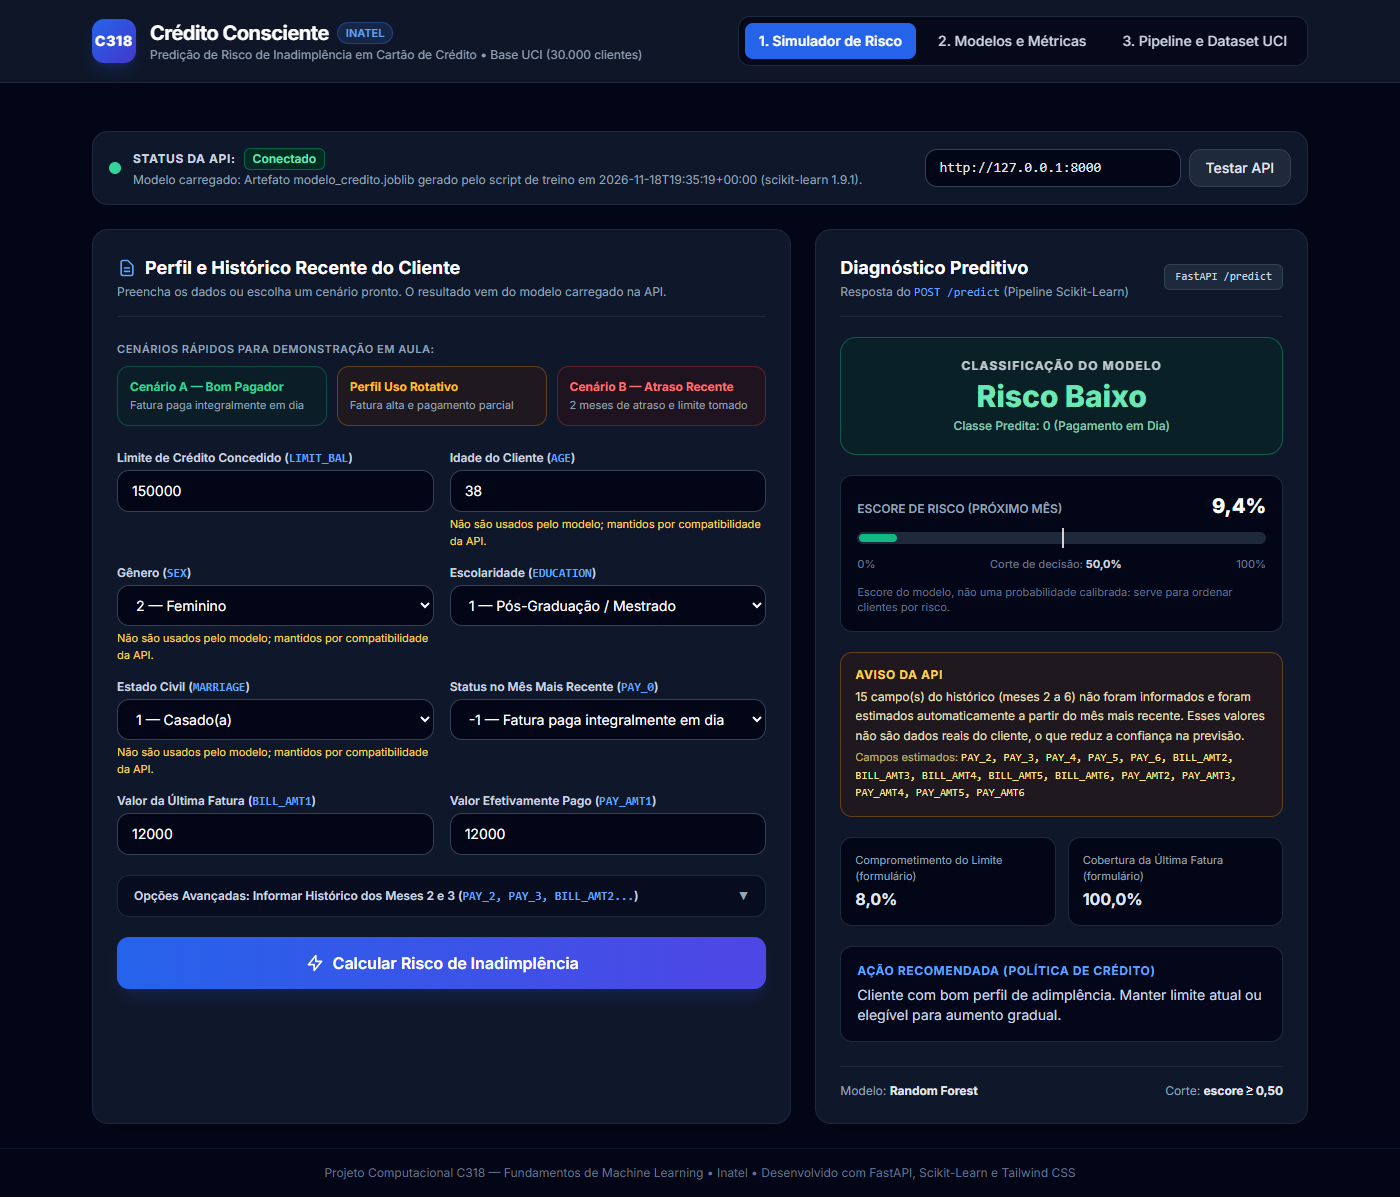 C318
Crédito Consciente
INATEL
Predição de Risco de Inadimplência em Cartão de Crédito • Base UCI (30.000 clientes)
1. Simulador de Risco
2. Modelos e Métricas
3. Pipeline e Dataset UCI
STATUS DA API:
Conectado
Modelo carregado: Artefato modelo_credito.joblib gerado pelo script de treino em 2026-11-18T19:35:19+00:00 (scikit-learn 1.9.1).
http://127.0.0.1:8000
Testar API
Perfil e Histórico Recente do Cliente
Preencha os dados ou escolha um cenário pronto. O resultado vem do modelo carregado na API.
CENÁRIOS RÁPIDOS PARA DEMONSTRAÇÃO EM AULA:
Cenário A — Bom Pagador
Fatura paga integralmente em dia
Perfil Uso Rotativo
Fatura alta e pagamento parcial
Cenário B — Atraso Recente
2 meses de atraso e limite tomado
Limite de Crédito Concedido (LIMIT_BAL)
150000
Idade do Cliente (AGE)
38
Não são usados pelo modelo; mantidos por compatibilidade
da API.
Gênero (SEX)
2 — Feminino
Não são usados pelo modelo; mantidos por compatibilidade
da API.
Escolaridade (EDUCATION)
1 — Pós-Graduação / Mestrado
Estado Civil (MARRIAGE)
1 — Casado(a)
Não são usados pelo modelo; mantidos por compatibilidade
da API.
Status no Mês Mais Recente (PAY_0)
-1 — Fatura paga integralmente em dia
Valor da Última Fatura (BILL_AMT1)
12000
Valor Efetivamente Pago (PAY_AMT1)
12000
Opções Avançadas: Informar Histórico dos Meses 2 e 3 (PAY_2, PAY_3, BILL_AMT2...)
▼
Calcular Risco de Inadimplência
Diagnóstico Preditivo
Resposta do POST /predict (Pipeline Scikit-Learn)
FastAPI /predict
CLASSIFICAÇÃO DO MODELO
Risco Baixo
Classe Predita: 0 (Pagamento em Dia)
ESCORE DE RISCO (PRÓXIMO MÊS)
9,4%
0%
Corte de decisão: 50,0%
100%
Escore do modelo, não uma probabilidade calibrada: serve para ordenar
clientes por risco.
AVISO DA API
15 campo(s) do histórico (meses 2 a 6) não foram informados e foram
estimados automaticamente a partir do mês mais recente. Esses valores
não são dados reais do cliente, o que reduz a confiança na previsão.
Campos estimados: PAY_2, PAY_3, PAY_4, PAY_5, PAY_6, BILL_AMT2,
BILL_AMT3, BILL_AMT4, BILL_AMT5, BILL_AMT6, PAY_AMT2, PAY_AMT3,
PAY_AMT4, PAY_AMT5, PAY_AMT6
Comprometimento do Limite
(formulário)
8,0%
Cobertura da Última Fatura
(formulário)
100,0%
AÇÃO RECOMENDADA (POLÍTICA DE CRÉDITO)
Cliente com bom perfil de adimplência. Manter limite atual ou
elegível para aumento gradual.
Modelo: Random Forest
Corte: escore ≥ 0,50
Projeto Computacional C318 — Fundamentos de Machine Learning • Inatel • Desenvolvido com FastAPI, Scikit-Learn e Tailwind CSS